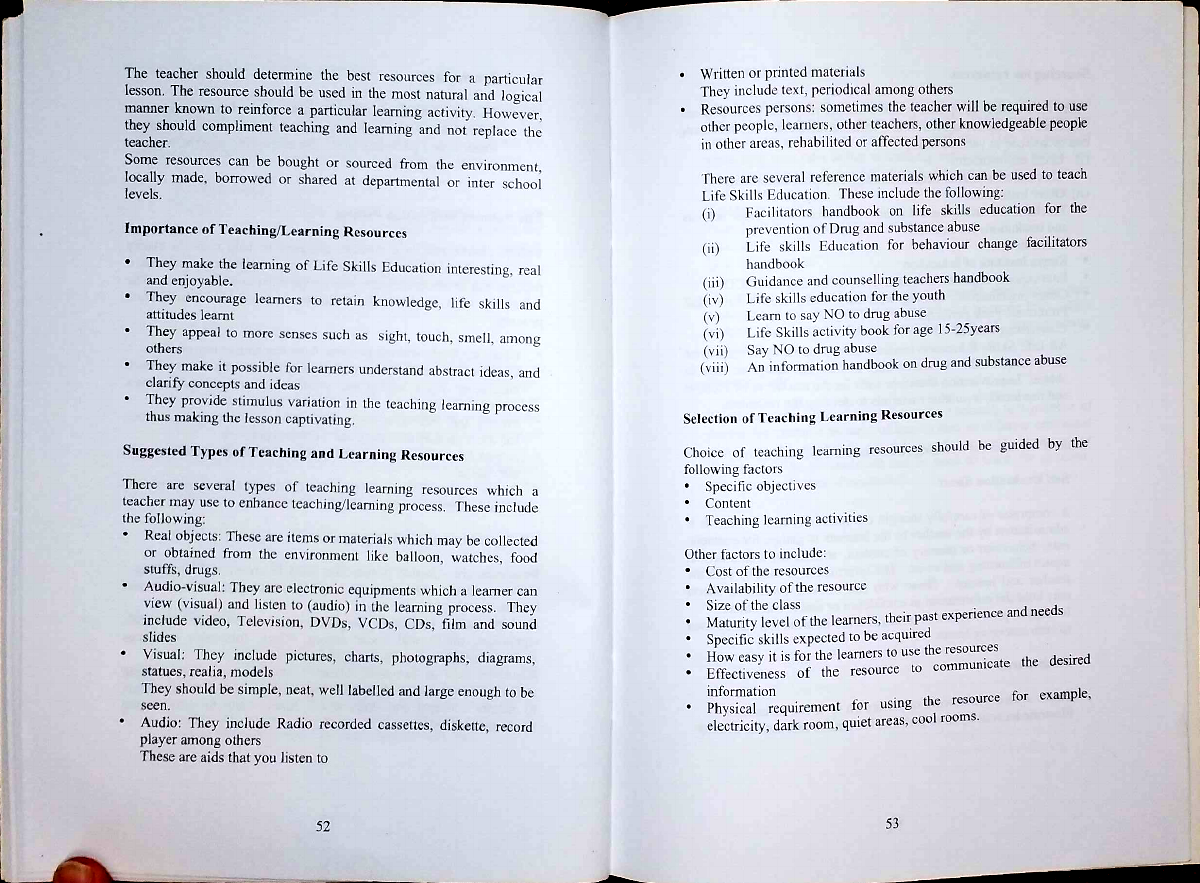 The teacher should determine the best resources for a particular
lesson. The resource should be used in the most natural and logical
manner known to reinforce a particular learning activity. However,
they should compliment teaching and learning and not replace the
teacher.
Some resources can be bought or sourced from the environment,
locally made, borrowed or shared at departmental or inter school
levels.
Importance of Teaching/Learning Resources
• They make the learning of Life Skills Education interesting, real
and enjoyable.
• They encourage learners to retain knowledge, life skills and
attitudes learnt
• They appeal to more senses such as sight, touch, smell, among
others
• They make it possible for learners understand abstract ideas, and
clarify concepts and ideas
• They provide stimulus variation in the teaching learning process
thus making the lesson captivating.
Suggested Types of Teaching and Learning Resources
There are several types of teaching learning resources which a
teacher may use to enhance teaching/learning process. These include
the following:
• Real objects: These are items or materials which may be collected
or obtained from the environment like balloon, watches, food
stuffs, drugs.
• Audio-visual: They are electronic equipments which a learner can
view (visual) and listen to (audio) in the learning process. They
include video, Television, DVDs, VCDs, CDs, film and sound
slides
• Visual: They include pictures, charts, photographs, diagrams,
statues, realia, models
They should be simple, neat, well labelled and large enough to be
seen.
• Audio: They include Radio recorded cassettes, diskette, record
player among others
These are aids that you listen to
52
• Written or printed materials
They include text, periodical among others
• Resources persons: sometimes the teacher will be required to use
other people, learners, other teachers, other knowledgeable people
in other areas, rehabilited or affected persons
There are several reference materials which can be used to teach
Life Skills Education. These include the following:
(i) Facilitators handbook on life skills education for the
prevention of Drug and substance abuse
(ii) Life skills Education for behaviour change facilitators
handbook
(iii) Guidance and counselling teachers handbook
(iv) Life skills education for the youth
(v) Learn to say NO to drug abuse
(vi) Life Skills activity book for age 15-25years
(vii) Say NO to drug abuse
(viii) An information handbook on drug and substance abuse
Selection of Teaching Learning Resources
Choice of teaching learning resources should be guided by the
following factors
• Specific objectives
• Content
• Teaching learning activities
Other factors to include:
• Cost of the resources
• Availability of the resource
• Size of the class
• Maturity level of the learners, their past experience and needs
• Specific skills expected to be acquired
• How easy it is for the learners to use the resources
• Effectiveness of the resource to communicate the desired
information
• Physical requirement for using the resource for example,
electricity, dark room, quiet areas, cool rooms.
53